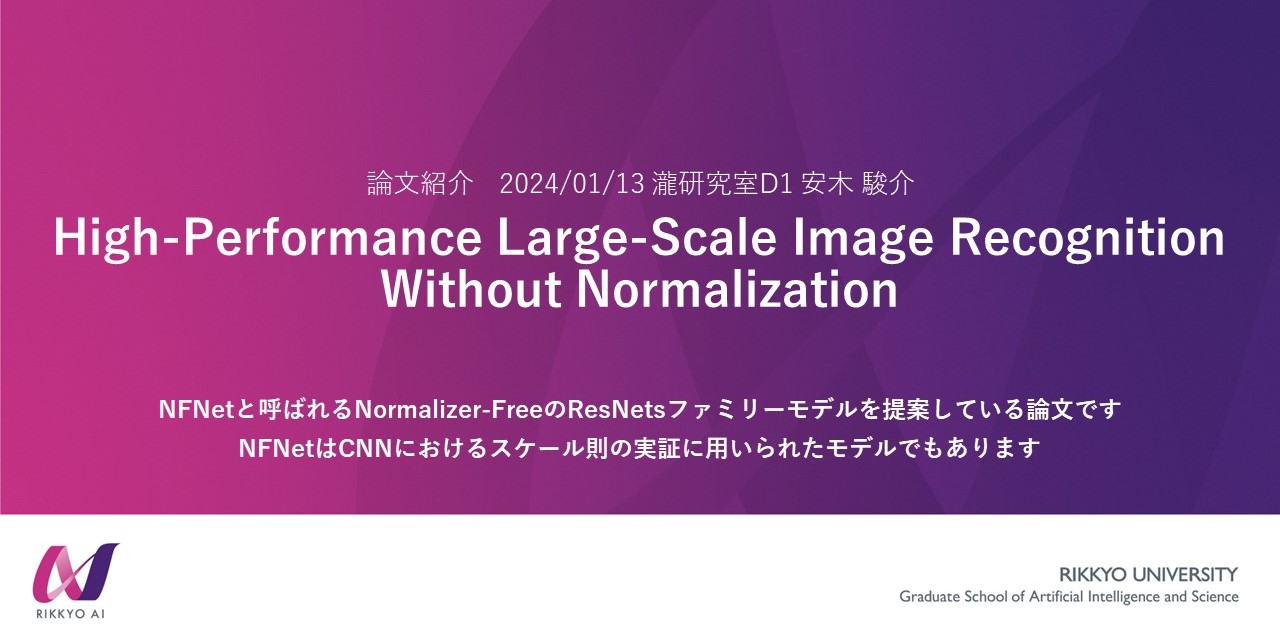 論文紹介　2024/01/13 瀧研究室D1 安木 駿介
High-Performance Large-Scale Image Recognition
Without Normalization
NFNetと呼ばれるNormalizer-FreeのResNetsファミリーモデルを提案している論文です
NFNetはCNNにおけるスケール則の実証に用いられたモデルでもあります
RIKKYO AI
RIKKYO UNIVERSITY
Graduate School of Artificial Intelligence and Science